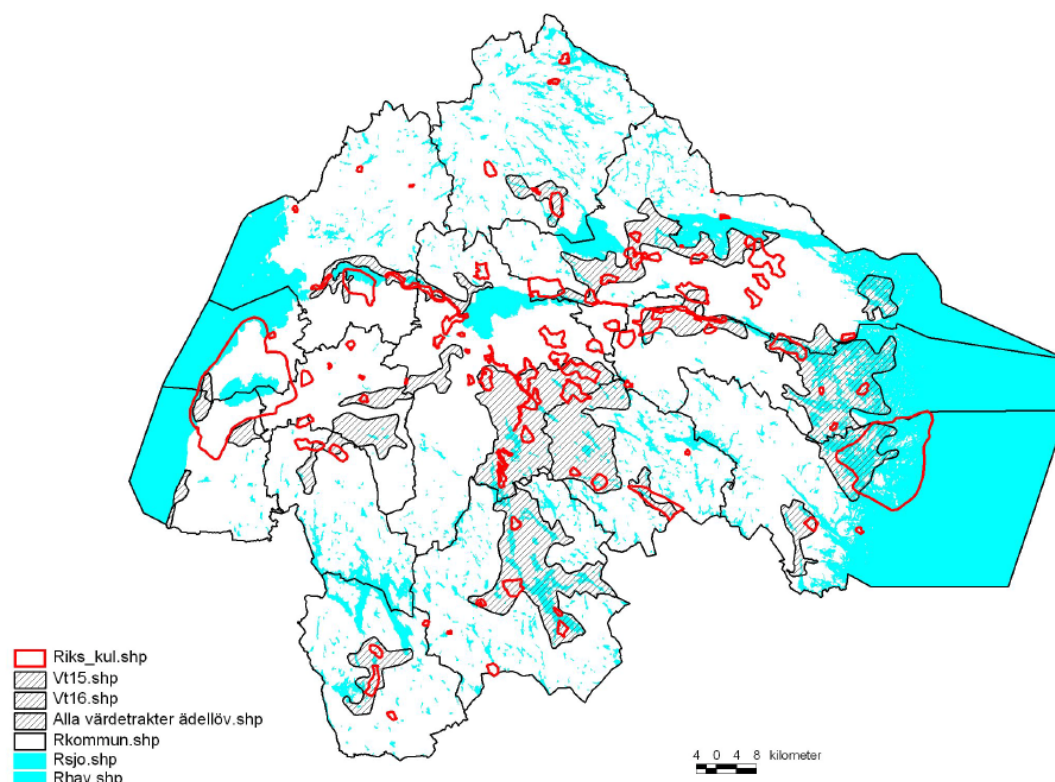 Riks_kul.shp
Vt15.shp
Vt16.shp
Alla värdetrakter ädellöv.shp
Rkommun.shp
Rsjo.shp
Rhav.shp
4 0 4 8 kilometer